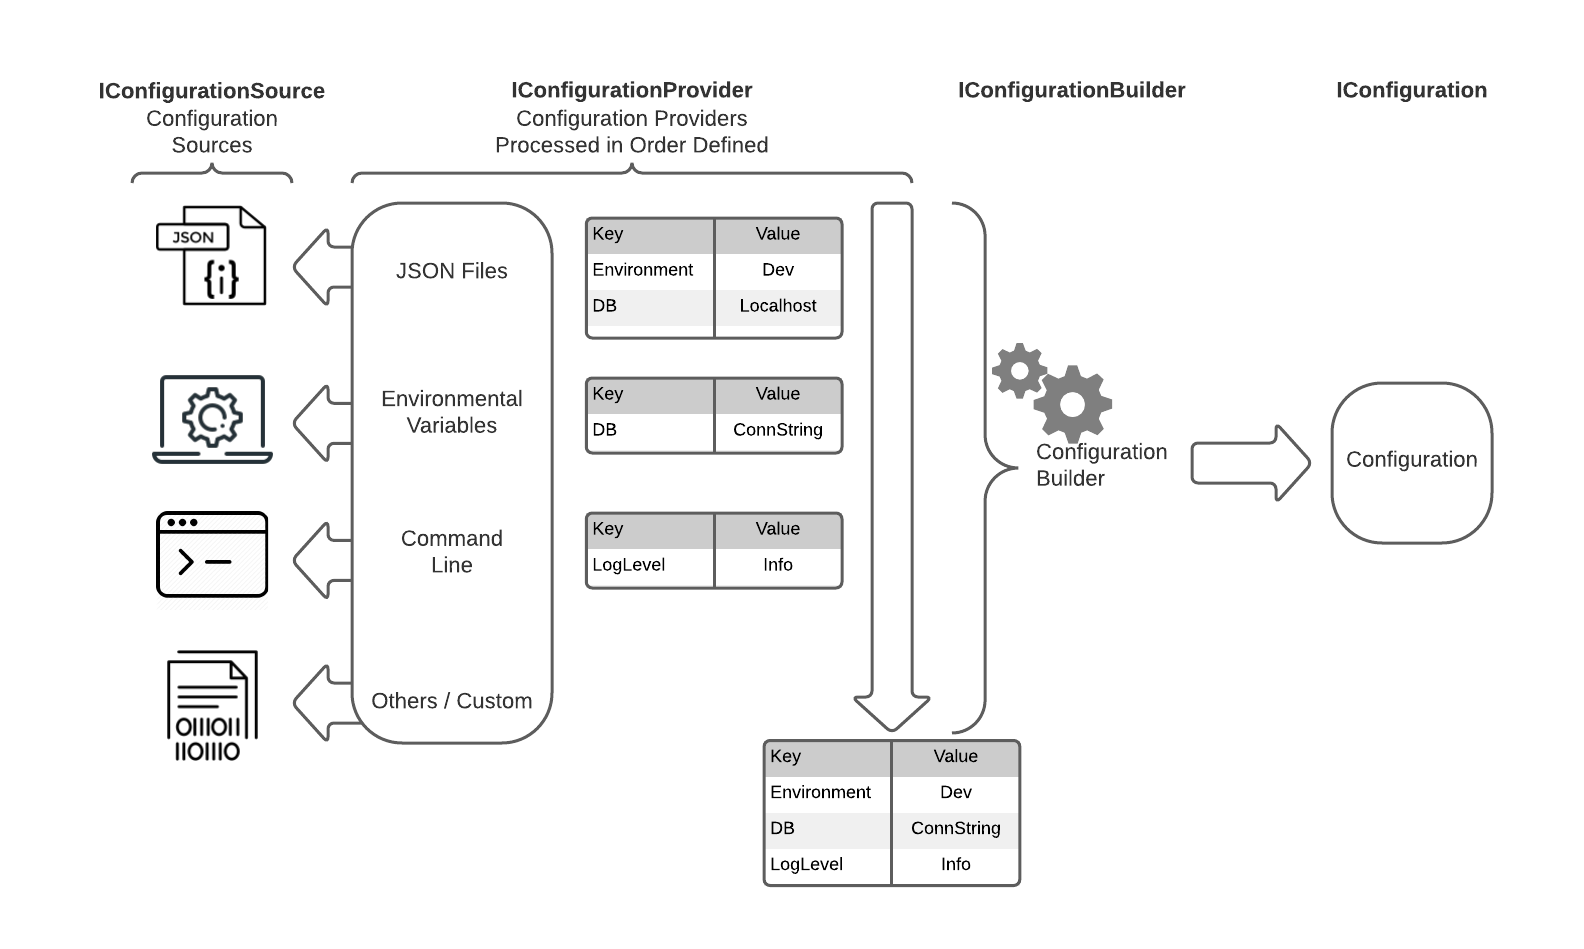 IConfigurationSource
Configuration
Sources
IConfigurationProvider
Configuration Providers
Processed in Order Defined
IConfigurationBuilder
IConfiguration
JSON
{i}
JSON Files
Key Value
Environment Dev
DB Localhost
Environmental
Variables
Key Value
DB ConnString
Configuration
Builder
Configuration
Command
Line
Key Value
LogLevel Info
Others / Custom
OIIIOII
IIOIIIO
Key Value
Environment Dev
DB ConnString
LogLevel Info